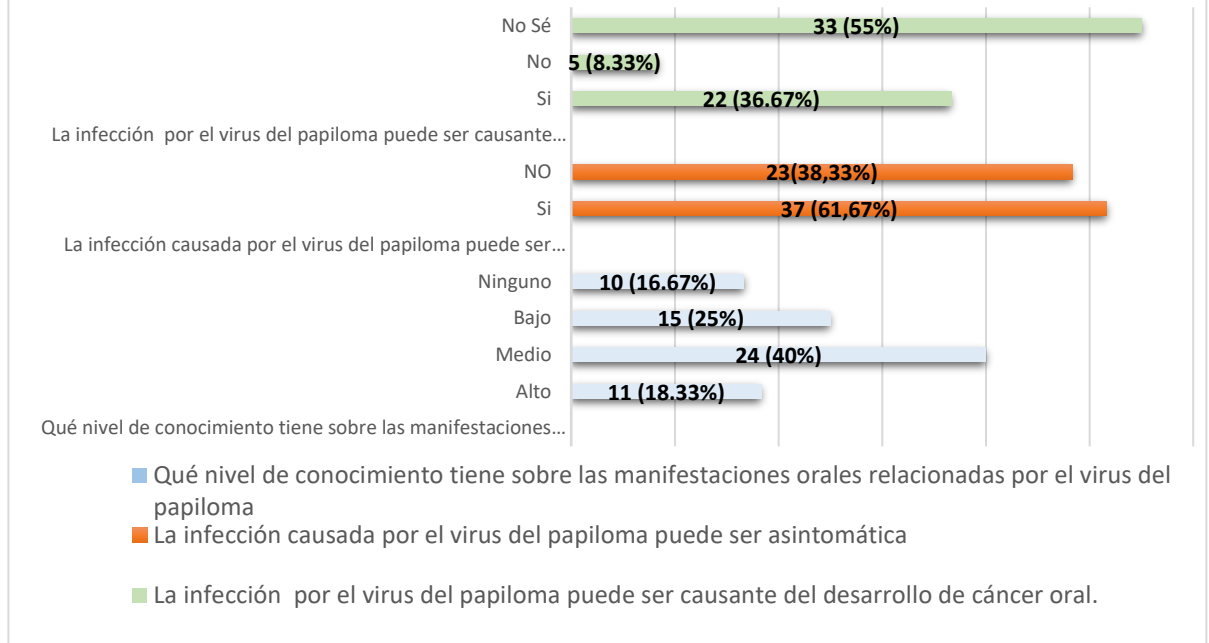 No Sé
33 (55%)
No
5 (8.33%)
Si
22 (36.67%)
La infección  por el virus del papiloma puede ser causante...
NO
23(38,33%)
Si
37 (61,67%)
La infección causada por el virus del papiloma puede ser...
Ninguno
10 (16.67%)
Bajo
15 (25%)
Medio
24 (40%)
Alto
11 (18.33%)
Qué nivel de conocimiento tiene sobre las manifestaciones...
Qué nivel de conocimiento tiene sobre las manifestaciones orales relacionadas por el virus del
papiloma
La infección causada por el virus del papiloma puede ser asintomática
La infección  por el virus del papiloma puede ser causante del desarrollo de cáncer oral.